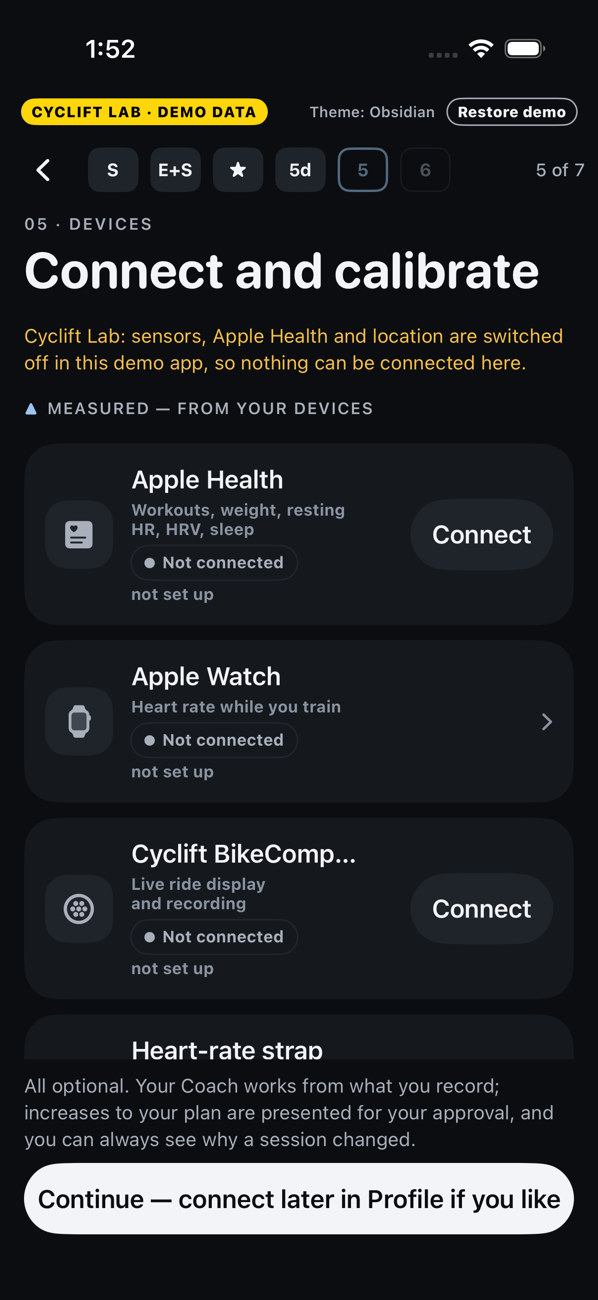 1:52
CYCLIFT LAB · DEMO DATA
Theme: Obsidian
Restore demo
S
E+S
★
5d
5
6
5 of 7
05 · DEVICES
Connect and calibrate
Cyclift Lab: sensors, Apple Health and location are switched
off in this demo app, so nothing can be connected here.
MEASURED — FROM YOUR DEVICES
Apple Health
Workouts, weight, resting
HR, HRV, sleep
Not connected
not set up
Connect
Apple Watch
Heart rate while you train
Not connected
not set up
Cyclift BikeComp...
Live ride display
and recording
Not connected
not set up
Connect
Heart-rate strap
All optional. Your Coach works from what you record;
increases to your plan are presented for your approval, and
you can always see why a session changed.
Continue — connect later in Profile if you like